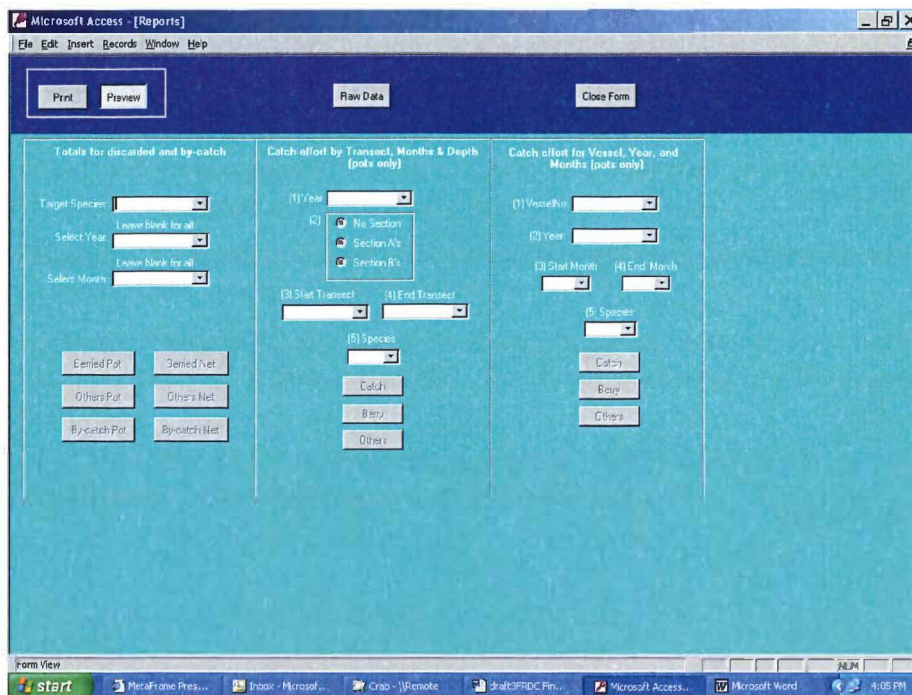 Microsoft Access - [Reports]
File Edit Insert Records Window Help
Print Preview Raw Data Close Form
Totals for discarded and by-catch
Target Species:
Leave blank for all
Select Year:
Leave blank for all
Select Month:
Berried Pot Berried Net
Others Pot Others Net
By-catch Pot By-catch Net
Catch effort by Transect, Months & Depth
(pots only)
(1) Year
(2) No Section
Section A's
Section B's
(3) Start Transect (4) End Transect
(5) Species
Catch
Berry
Others
Catch effort for Vessel, Year, and
Months (pots only)
(1) VesselNo:
(2) Year:
(3) Start Month (4) End Month
(5) Species
Catch
Berry
Others
Form View NUM
start MetaFrame Pres... Inbox - Microsof... Crab - \\Remote draft3FRDC Fin... Microsoft Access... Microsoft Word 4:05 PM